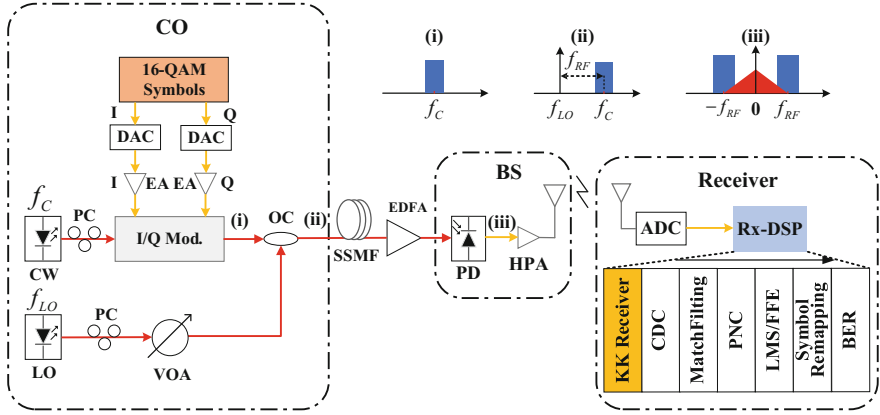 CO
16-QAM
Symbols
I
Q
DAC
DAC
I
EA
EA
Q
f_C
PC
CW
I/Q Mod.
(i)
OC
(ii)
f_LO
PC
LO
VOA
SSMF
EDFA
(i)
f_C
(ii)
f_RF
f_LO
f_C
(iii)
-f_RF
0
f_RF
BS
(iii)
PD
HPA
Receiver
ADC
Rx-DSP
KK Receiver
CDC
MatchFilting
PNC
LMS/FFE
Symbol
Remapping
BER